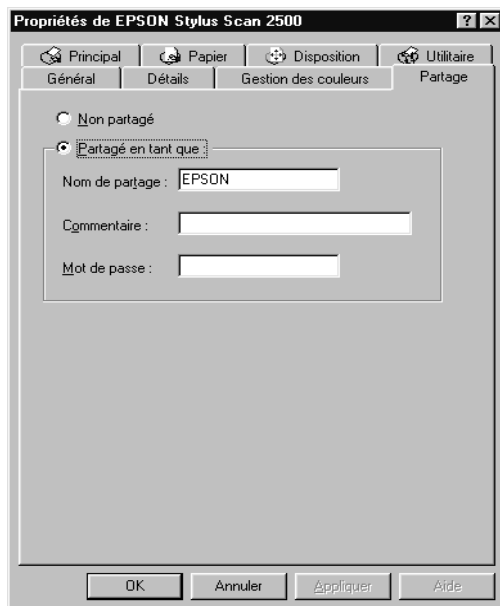 Propriétés de EPSON Stylus Scan 2500
Principal Papier Disposition Utilitaire
Général Détails Gestion des couleurs Partage
Non partagé
Partagé en tant que :
Nom de partage : EPSON
Commentaire :
Mot de passe :
OK Annuler Appliquer Aide